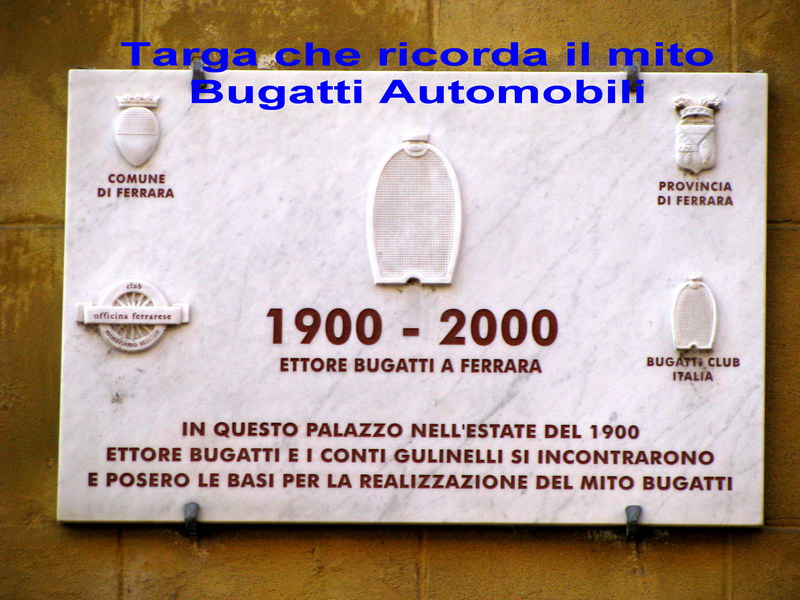 Targa che ricorda il mito
Bugatti Automobili
COMUNE
DI FERRARA
PROVINCIA
DI FERRARA
club
officina ferrarese
BUGATTI CLUB
ITALIA
1900 - 2000
ETTORE BUGATTI A FERRARA
IN QUESTO PALAZZO NELL'ESTATE DEL 1900
ETTORE BUGATTI E I CONTI GULINELLI SI INCONTRARONO
E POSERO LE BASI PER LA REALIZZAZIONE DEL MITO BUGATTI